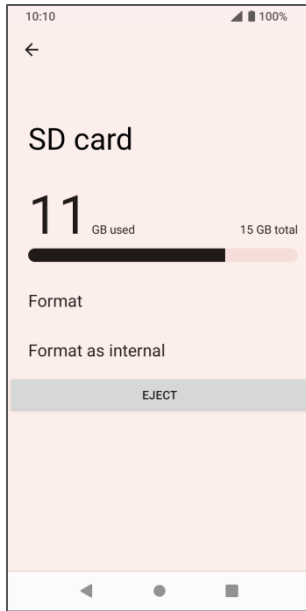 10:10 100%
SD card
11 GB used 15 GB total
Format
Format as internal
EJECT